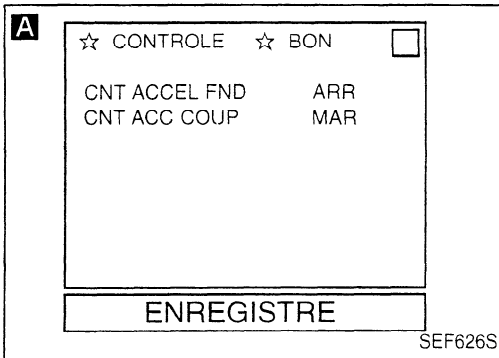 A
☆ CONTROLE ☆ BON
CNT ACCEL FND ARR
CNT ACC COUP MAR
ENREGISTRE
SEF626S